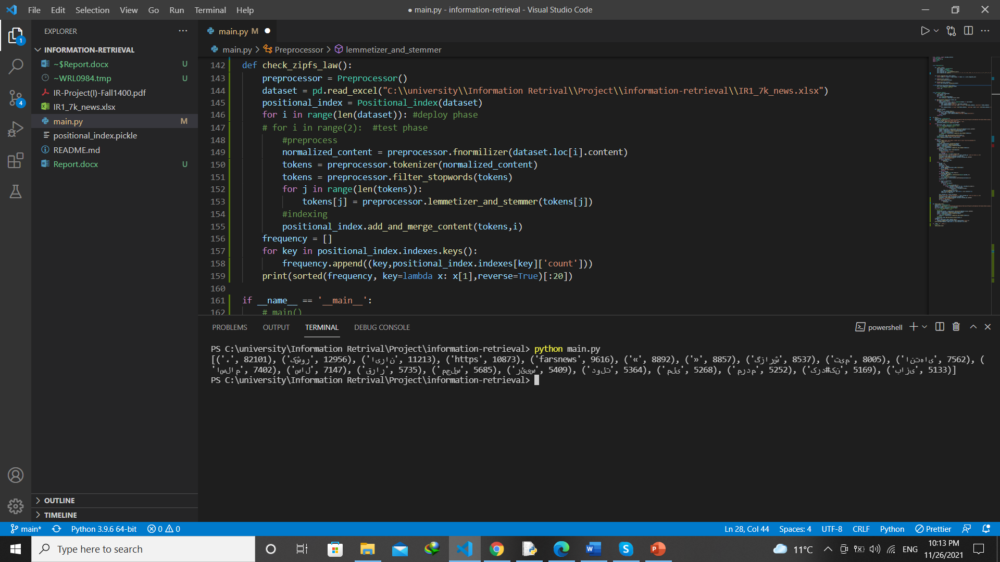 File Edit Selection View Go Run Terminal Help
● main.py - information-retrieval - Visual Studio Code
EXPLORER
INFORMATION-RETRIEVAL
~$Report.docx U
~WRL0984.tmp U
IR-Project(I)-Fall1400.pdf
IR1_7k_news.xlsx
main.py M
positional_index.pickle
README.md
Report.docx U
OUTLINE
TIMELINE
1
4
main.py M
main.py > Preprocessor > lemmetizer_and_stemmer
142 def check_zipfs_law():
143 preprocessor = Preprocessor()
144 dataset = pd.read_excel("C:\\university\\Information Retrival\\Project\\information-retrieval\\IR1_7k_news.xlsx")
145 positional_index = Positional_index(dataset)
146 for i in range(len(dataset)): #deploy phase
147 # for i in range(2):  #test phase
148 #preprocess
149 normalized_content = preprocessor.fnormilizer(dataset.loc[i].content)
150 tokens = preprocessor.tokenizer(normalized_content)
151 tokens = preprocessor.filter_stopwords(tokens)
152 for j in range(len(tokens)):
153 tokens[j] = preprocessor.lemmetizer_and_stemmer(tokens[j])
154 #indexing
155 positional_index.add_and_merge_content(tokens,i)
156 frequency = []
157 for key in positional_index.indexes.keys():
158 frequency.append((key,positional_index.indexes[key]['count']))
159 print(sorted(frequency, key=lambda x: x[1],reverse=True)[:20])
160
161 if __name__ == '__main__':
162 # main()
PROBLEMS OUTPUT TERMINAL DEBUG CONSOLE
powershell
PS C:\university\Information Retrival\Project\information-retrieval> python main.py
[('،', 82101), ('کشور', 12956), ('ایران', 11213), ('https', 10873), ('farsnews', 9616), ('«', 8892), ('»', 8857), ('گزارش', 8537), ('تیم', 8005), ('انتهای', 7562), (
'اسلام', 7402), ('سال', 7147), ('قرار', 5735), ('مجلس', 5685), ('رئیس', 5409), ('دولت', 5364), ('ملی', 5268), ('مردم', 5252), ('کرد#کن', 5169), ('بازی', 5133)]
PS C:\university\Information Retrival\Project\information-retrieval>
main* Python 3.9.6 64-bit 0 0 Ln 28, Col 44 Spaces: 4 UTF-8 CRLF Python Prettier
Type here to search
11°C ENG
10:13 PM
11/26/2021